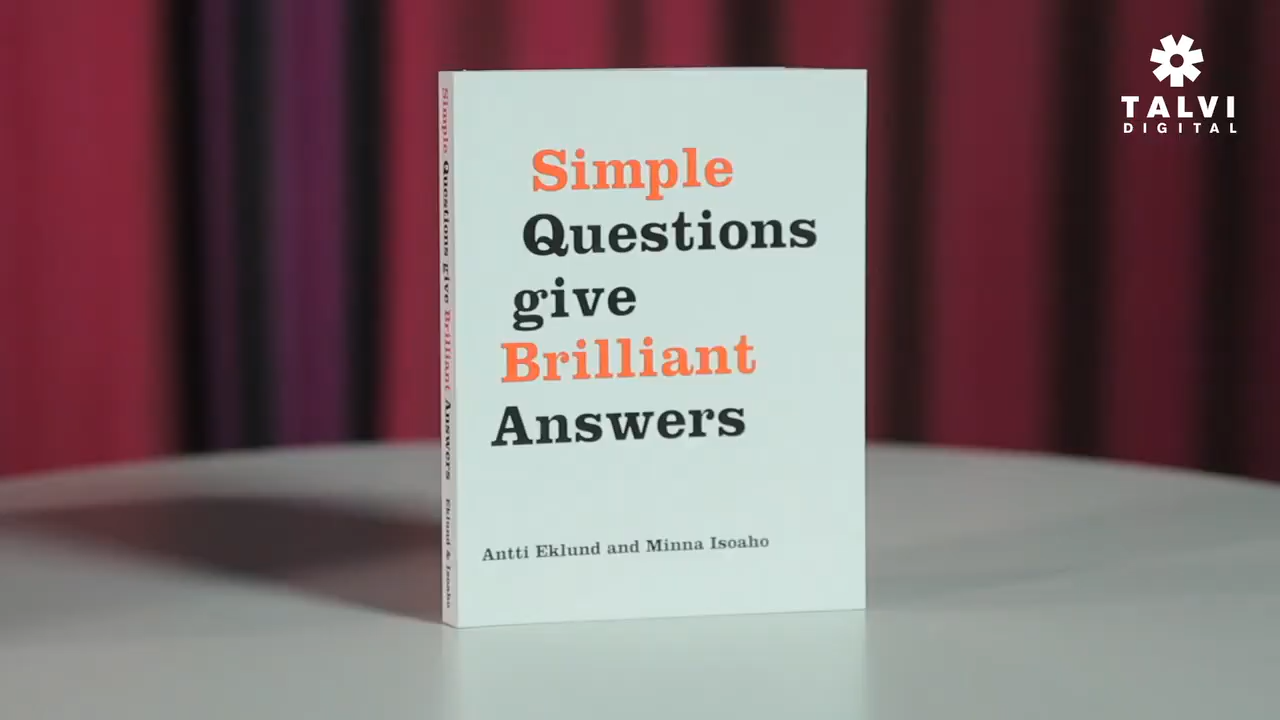 Simple
Questions
give
Brilliant
Answers
Antti Eklund and Minna Isoaho
Simple Questions give Brilliant Answers Eklund & Isoaho
TALVI
DIGITAL